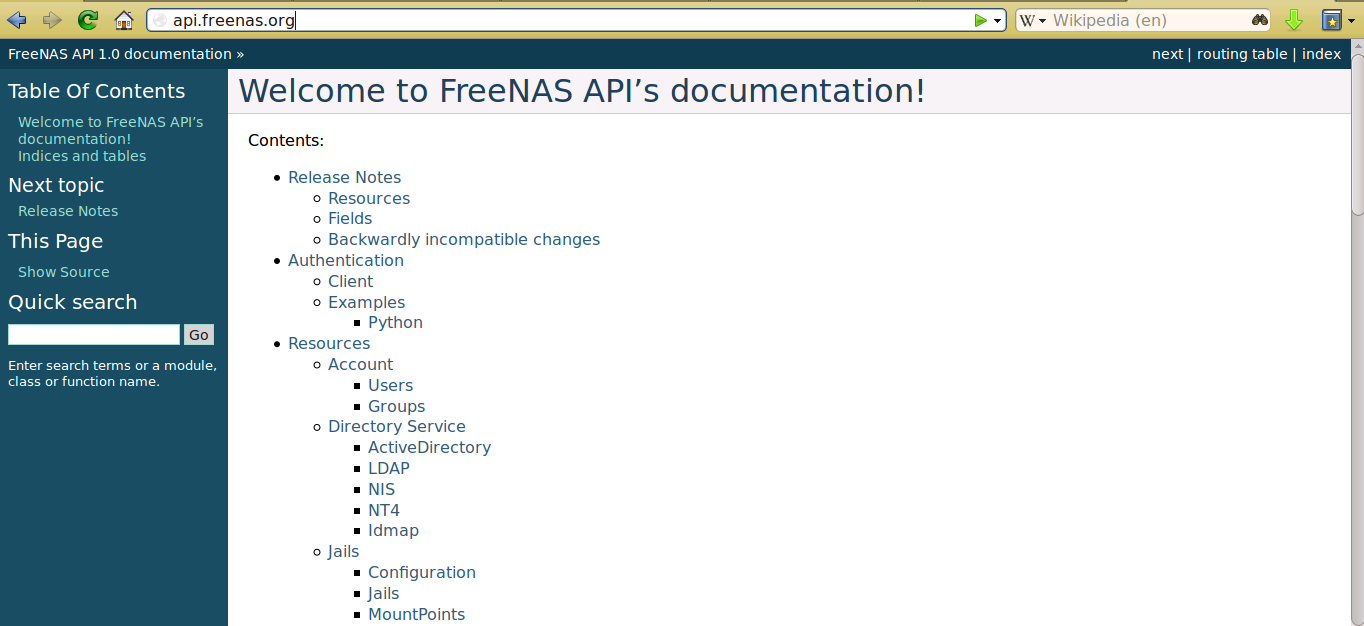 api.freenas.org
W Wikipedia (en)
FreeNAS API 1.0 documentation »
next | routing table | index
Table Of Contents
Welcome to FreeNAS API’s
documentation!
Indices and tables
Next topic
Release Notes
This Page
Show Source
Quick search
Go
Enter search terms or a module,
class or function name.
Welcome to FreeNAS API’s documentation!
Contents:
Release Notes
Resources
Fields
Backwardly incompatible changes
Authentication
Client
Examples
Python
Resources
Account
Users
Groups
Directory Service
ActiveDirectory
LDAP
NIS
NT4
Idmap
Jails
Configuration
Jails
MountPoints